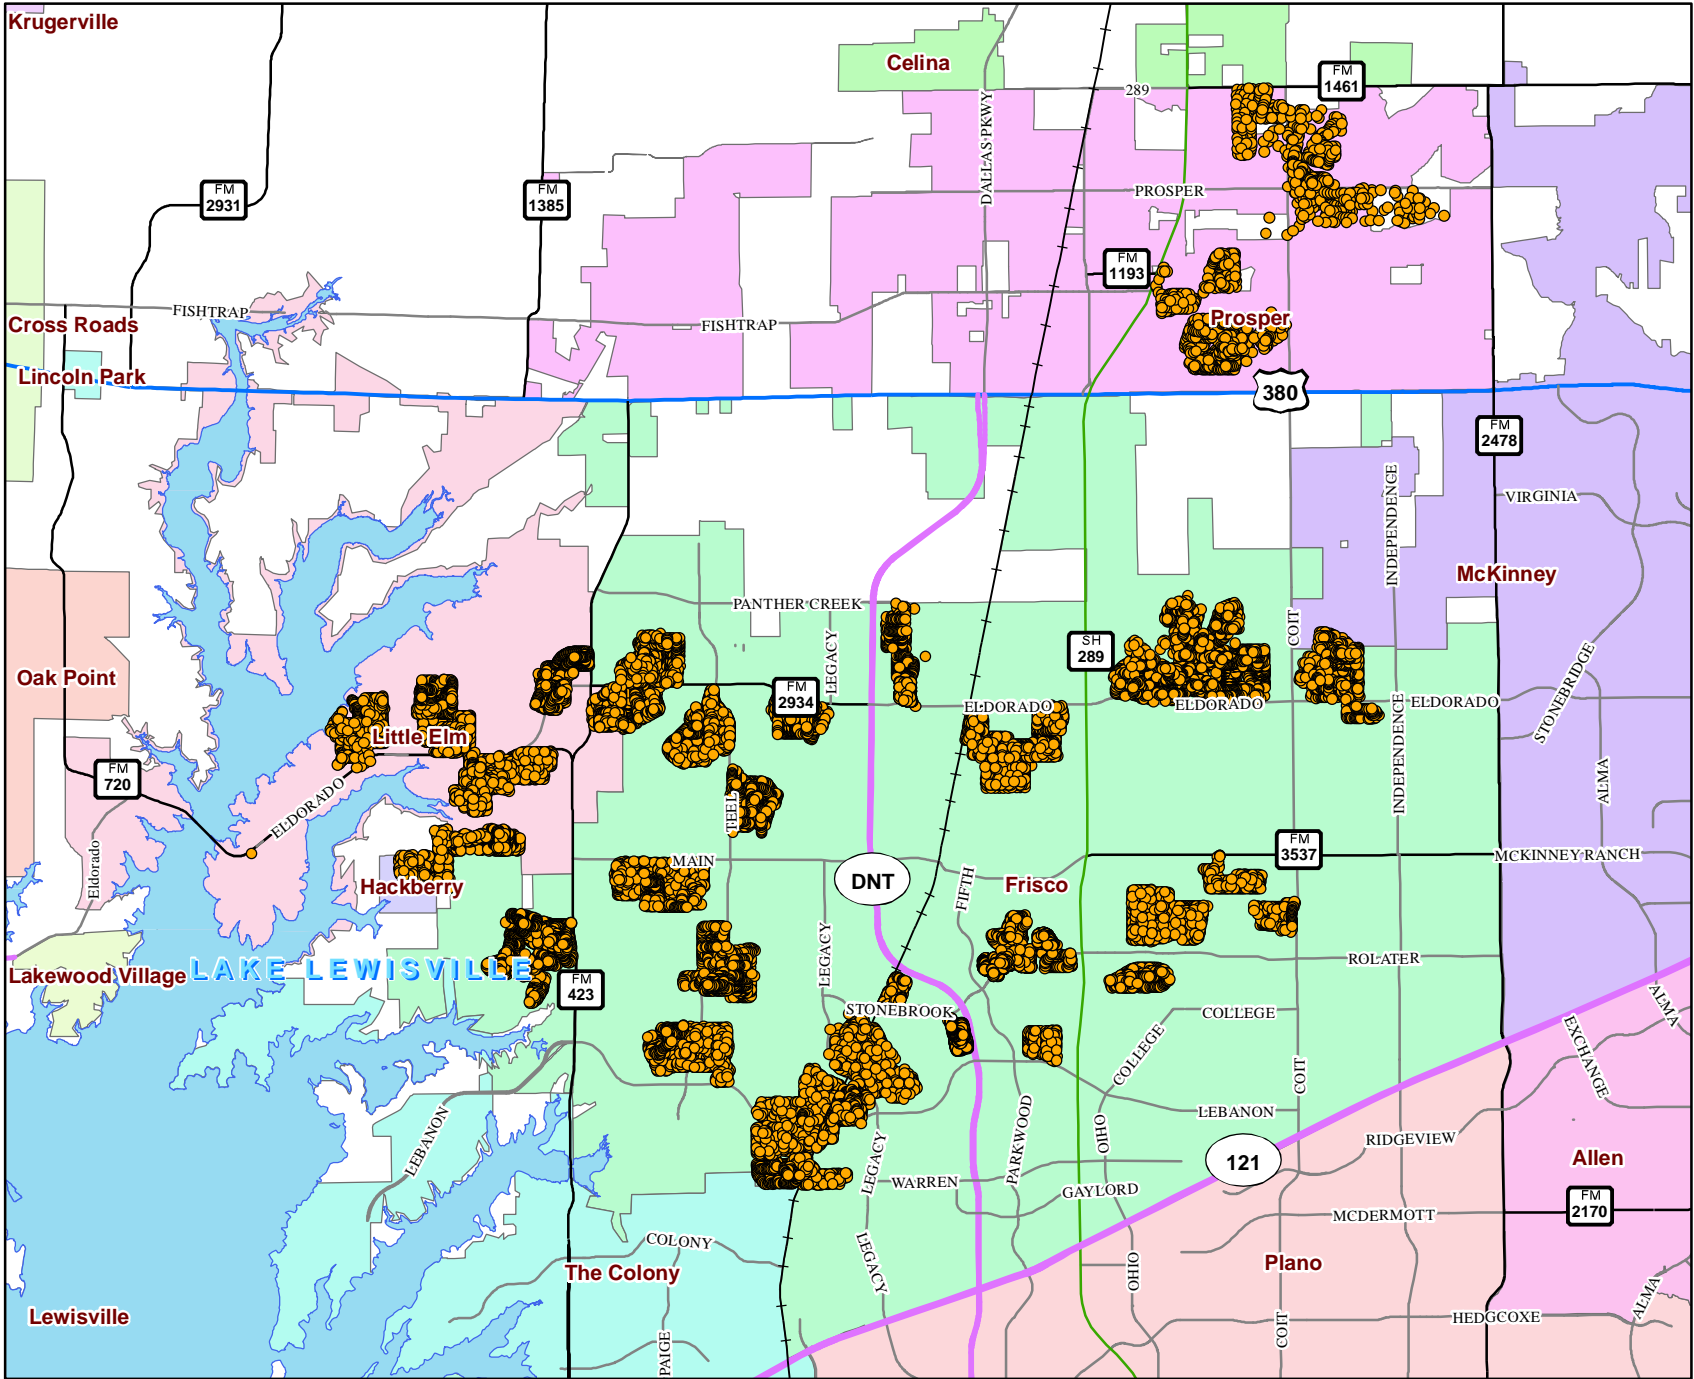 Krugerville
Celina
FM
1461
289
DALLAS PKWY
FM
2931
FM
1385
PROSPER
FM
1193
FISHTRAP
Cross Roads
FISHTRAP
Prosper
Lincoln Park
380
FM
2478
INDEPENDENCE
VIRGINIA
McKinney
PANTHER CREEK
COIT
LEGACY
SH
289
STONEBRIDGE
Oak Point
FM
2934
ELDORADO
ELDORADO
ELDORADO
Little Elm
INDEPENDENCE
FM
720
ELDORADO
TEEL
ALMA
FM
3537
MCKINNEY RANCH
MAIN
Eldorado
Hackberry
DNT
FIFTH
Frisco
LAKE LEWISVILLE
Lakewood Village
LEGACY
ROLATER
FM
423
STONEBROOK
COLLEGE
ALMA
EXCHANGE
COLLEGE
COIT
LEBANON
LEBANON
PARKWOOD
OHIO
RIDGEVIEW
121
Allen
LEGACY
WARREN
GAYLORD
FM
2170
MCDERMOTT
COLONY
LEGACY
The Colony
OHIO
Plano
ALMA
Lewisville
PAIGE
COIT
HEDGCOXE